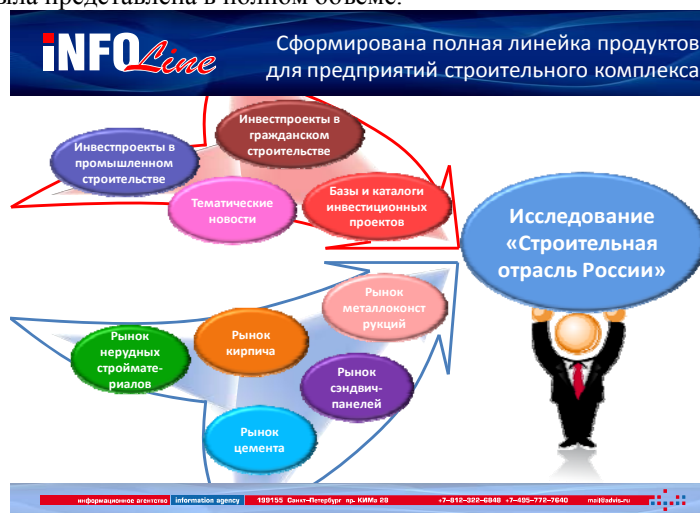 была представлена в полном объеме.
iNFOLine
Сформирована полная линейка продуктов
для предприятий строительного комплекса
Инвестпроекты в
гражданском
строительстве
Инвестпроекты в
промышленном
строительстве
Тематические
новости
Базы и каталоги
инвестиционных
проектов
Исследование
«Строительная
отрасль России»
Рынок
металлоконст
рукций
Рынок
кирпича
Рынок
нерудных
строймате-
риалов
Рынок
сэндвич-
панелей
Рынок
цемента
информационное агентство information agency 199155 Санкт-Петербург пр. КИМа 28 +7-812-322-6848 +7-495-772-7640 mail@advis.ru